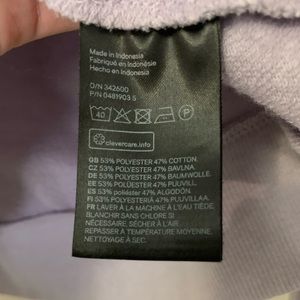 Made in Indonesia
Fabriqué en Indonésie
Hecho en Indonesia
O/N 342600
P/N 0481903 S
40
P
clevercare.info
GB 53% POLYESTER 47% COTTON.
CZ 53% POLYESTER 47% BAVLNA.
DE 53% POLYESTER 47% BAUMWOLLE.
EE 53% POLÜESTER 47% PUUVILL.
ES 53% POLIÉSTER 47% ALGODÓN.
FI 53% POLYESTERIÄ 47% PUUVILLAA.
FR LAVER À LA MACHINE À L'EAU TIÈDE.
BLANCHIR SANS CHLORE SI
NÉCESSAIRE. SÉCHER À L'AIR LIBRE.
REPASSER À TEMPÉRATURE MOYENNE.
NETTOYAGE À SEC.